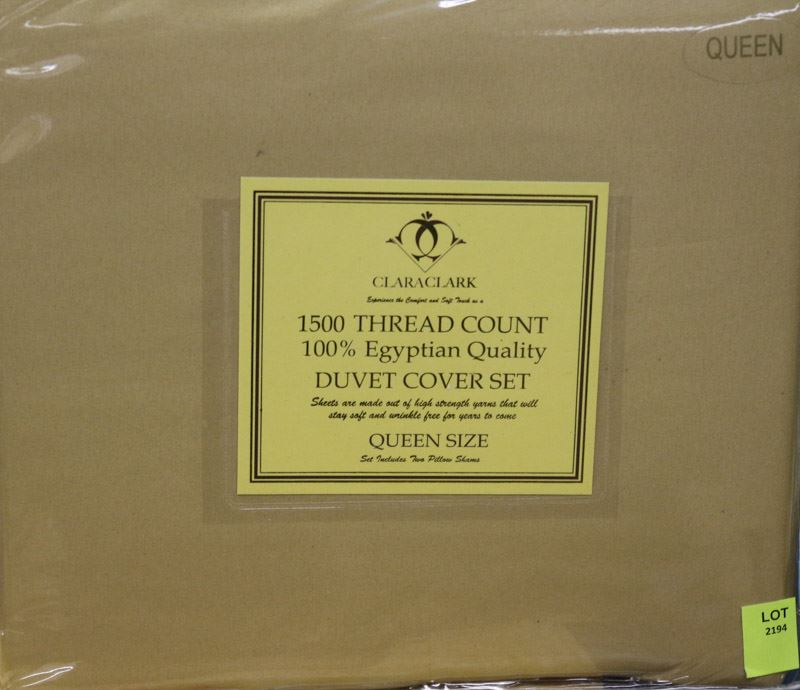 QUEEN
CLARACLARK
Experience the Comfort and Soft Touch as a
1500 THREAD COUNT
100% Egyptian Quality
DUVET COVER SET
Sheets are made out of high strength yarns that will
stay soft and wrinkle free for years to come
QUEEN SIZE
Set Includes Two Pillow Shams
LOT
2194